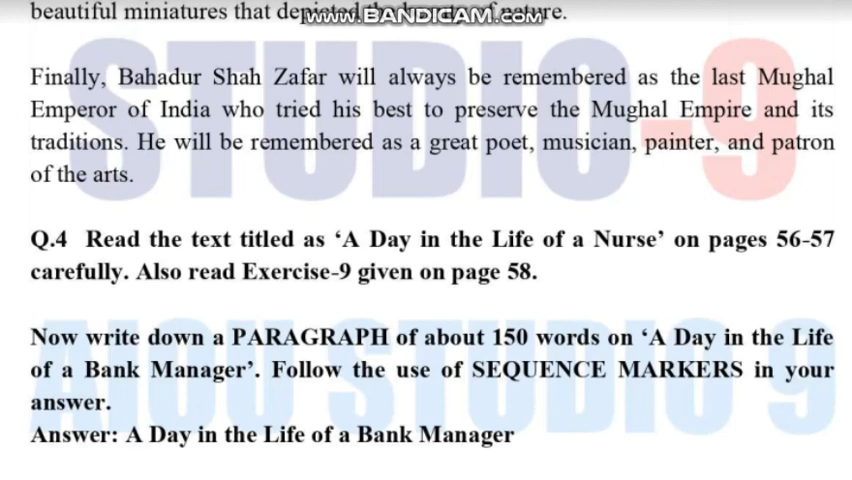 beautiful miniatures that depicted the beauty of nature.
www.BANDICAM.com
Finally, Bahadur Shah Zafar will always be remembered as the last Mughal
Emperor of India who tried his best to preserve the Mughal Empire and its
traditions. He will be remembered as a great poet, musician, painter, and patron
of the arts.
STUDIO-9
Q.4 Read the text titled as ‘A Day in the Life of a Nurse’ on pages 56-57
carefully. Also read Exercise-9 given on page 58.
Now write down a PARAGRAPH of about 150 words on ‘A Day in the Life
of a Bank Manager’. Follow the use of SEQUENCE MARKERS in your
answer.
AIOU STUDIO 9
Answer: A Day in the Life of a Bank Manager